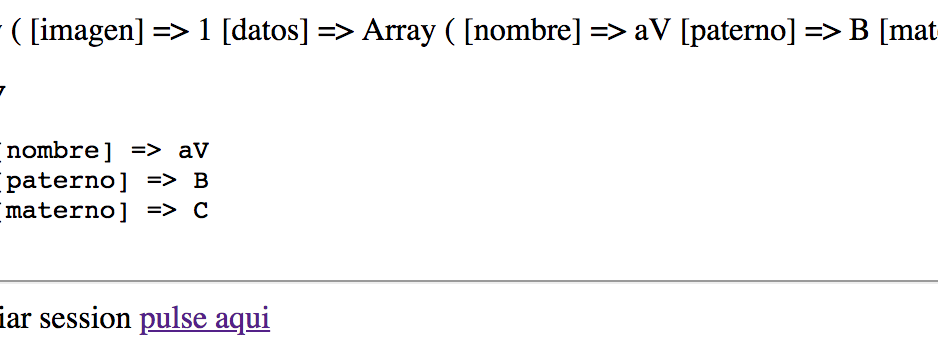 ( [imagen] => 1 [datos] => Array ( [nombre] => aV [paterno] => B [mat
[nombre] => aV
[paterno] => B
[materno] => C
iar session pulse aqui